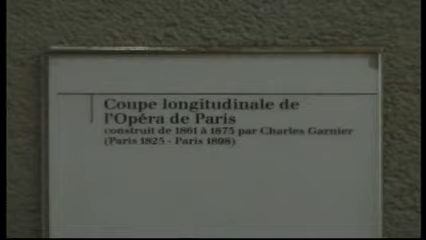 Coupe longitudinale de
l'Opéra de Paris
construit de 1861 à 1875 par Charles Garnier
(Paris 1825 - Paris 1898)